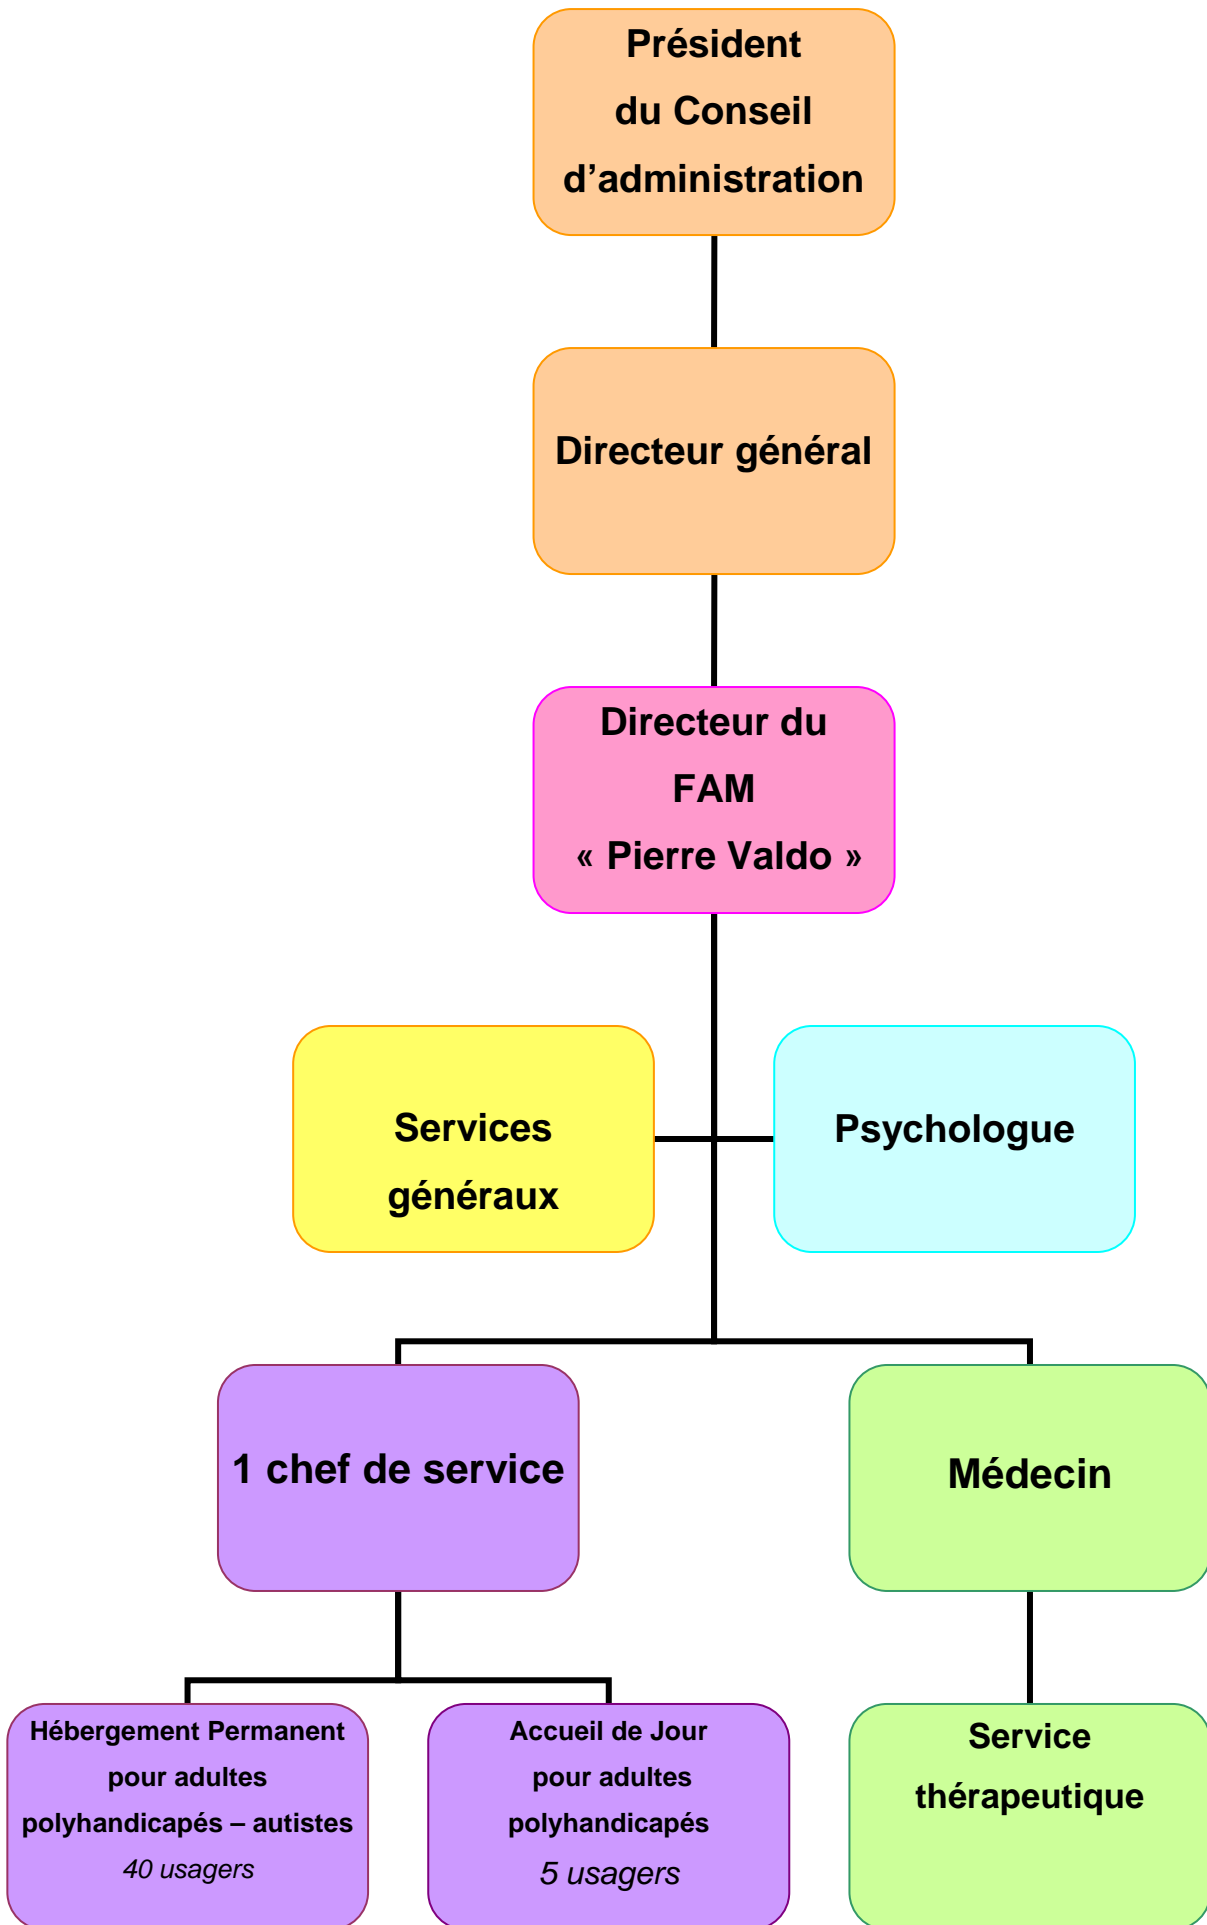 Président
du Conseil
d’administration
Directeur général
Directeur du
FAM
« Pierre Valdo »
Services
généraux
Psychologue
1 chef de service
Médecin
Hébergement Permanent
pour adultes
polyhandicapés – autistes
40 usagers
Accueil de Jour
pour adultes
polyhandicapés
5 usagers
Service
thérapeutique